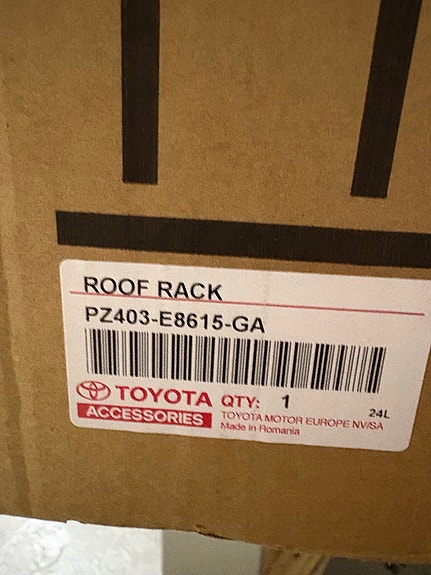 ROOF RACK
PZ403-E8615-GA
TOYOTA QTY: 1
ACCESSORIES
24L
TOYOTA MOTOR EUROPE NV/SA
Made in Romania